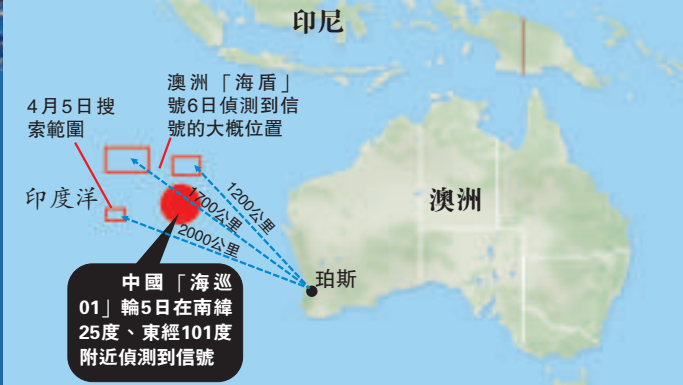 印尼
澳洲「海盾」
號6日偵測到信
號的大概位置
4月5日搜
索範圍
印度洋
1200公里
1700公里
2000公里
澳洲
珀斯
中國「海巡
01」輪5日在南緯
25度、東經101度
附近偵測到信號